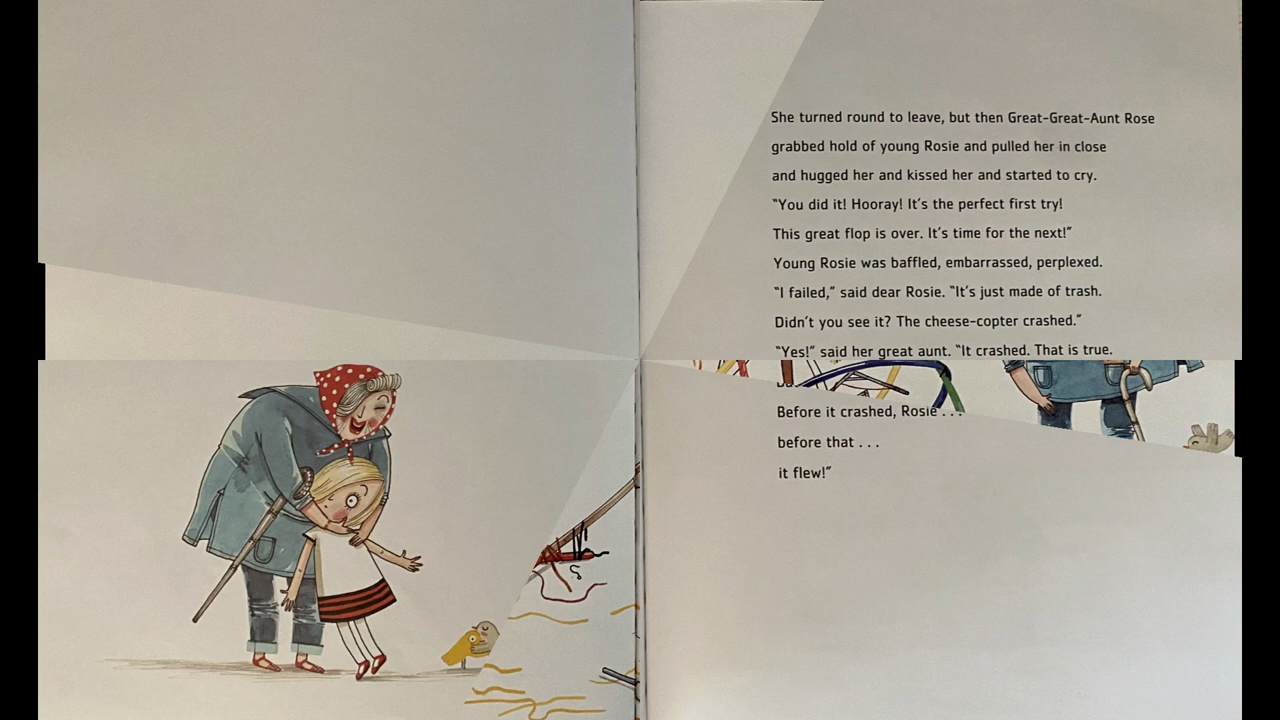 She turned round to leave, but then Great-Great-Aunt Rose
grabbed hold of young Rosie and pulled her in close
and hugged her and kissed her and started to cry.
“You did it! Hooray! It’s the perfect first try!
This great flop is over. It’s time for the next!”
Young Rosie was baffled, embarrassed, perplexed.
“I failed,” said dear Rosie. “It’s just made of trash.
Didn’t you see it? The cheese-copter crashed.”
“Yes!” said her great aunt. “It crashed. That is true.
Before it crashed, Rosie . . .
before that . . .
it flew!”